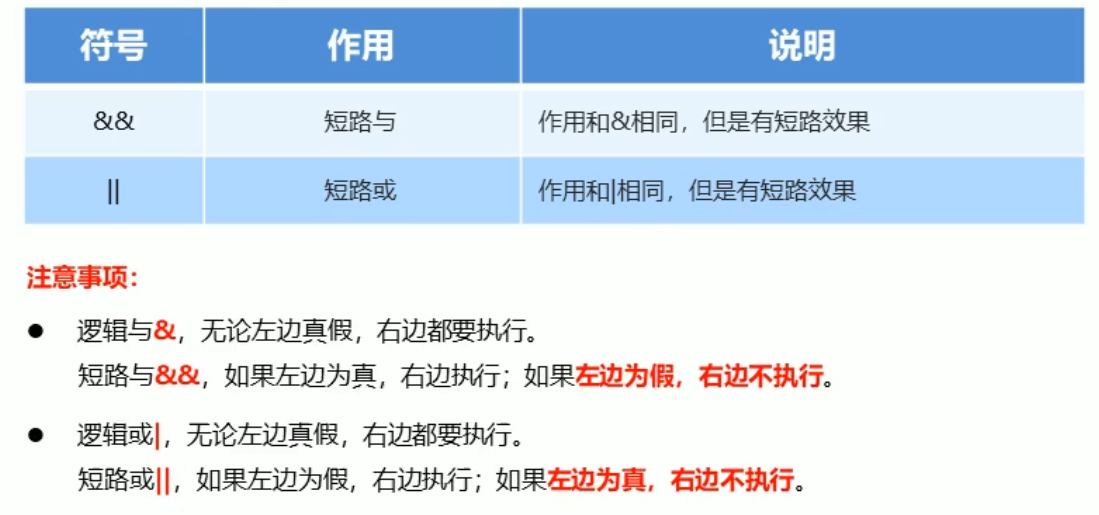 符号 作用 说明
&& 短路与 作用和&相同，但是有短路效果
|| 短路或 作用和|相同，但是有短路效果
注意事项：
● 逻辑与&，无论左边真假，右边都要执行。
短路与&&，如果左边为真，右边执行；如果左边为假，右边不执行。
● 逻辑或|，无论左边真假，右边都要执行。
短路或||，如果左边为假，右边执行；如果左边为真，右边不执行。